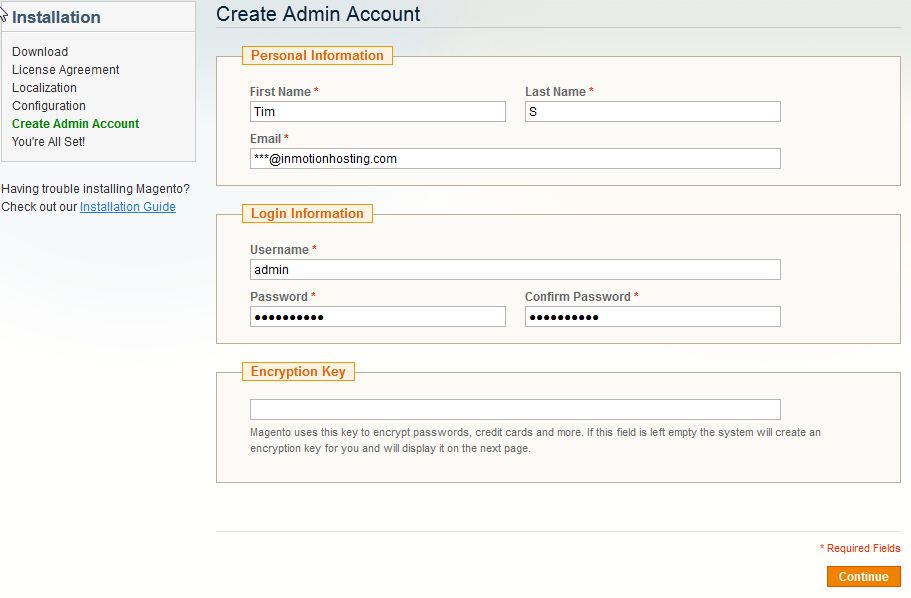 Installation
Download
License Agreement
Localization
Configuration
Create Admin Account
You're All Set!
Having trouble installing Magento?
Check out our Installation Guide
Create Admin Account
Personal Information
First Name *
Last Name *
Tim
S
Email *
***@inmotionhosting.com
Login Information
Username *
admin
Password *
Confirm Password *
●●●●●●●●●●
●●●●●●●●●●
Encryption Key
Magento uses this key to encrypt passwords, credit cards and more. If this field is left empty the system will create an
encryption key for you and will display it on the next page.
* Required Fields
Continue